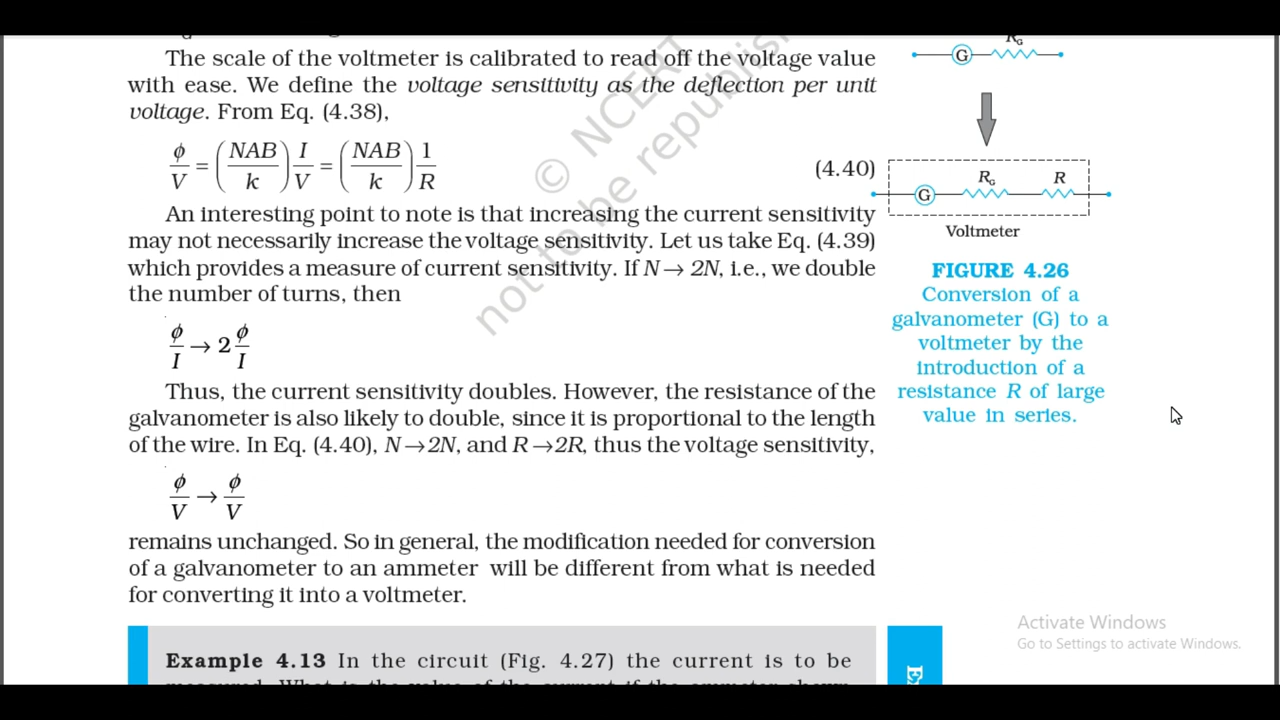 The scale of the voltmeter is calibrated to read off the voltage value
with ease. We define the voltage sensitivity as the deflection per unit
voltage. From Eq. (4.38),
ϕ/V = (NAB/k) I/V = (NAB/k) 1/R (4.40)
An interesting point to note is that increasing the current sensitivity
may not necessarily increase the voltage sensitivity. Let us take Eq. (4.39)
which provides a measure of current sensitivity. If N → 2N, i.e., we double
the number of turns, then
ϕ/I → 2 ϕ/I
Thus, the current sensitivity doubles. However, the resistance of the
galvanometer is also likely to double, since it is proportional to the length
of the wire. In Eq. (4.40), N→2N, and R→2R, thus the voltage sensitivity,
ϕ/V → ϕ/V
remains unchanged. So in general, the modification needed for conversion
of a galvanometer to an ammeter will be different from what is needed
for converting it into a voltmeter.
Example 4.13 In the circuit (Fig. 4.27) the current is to be
RG
G
RG R
G
Voltmeter
FIGURE 4.26
Conversion of a
galvanometer (G) to a
voltmeter by the
introduction of a
resistance R of large
value in series.
© NCERT
not to be republish
Activate Windows
Go to Settings to activate Windows.